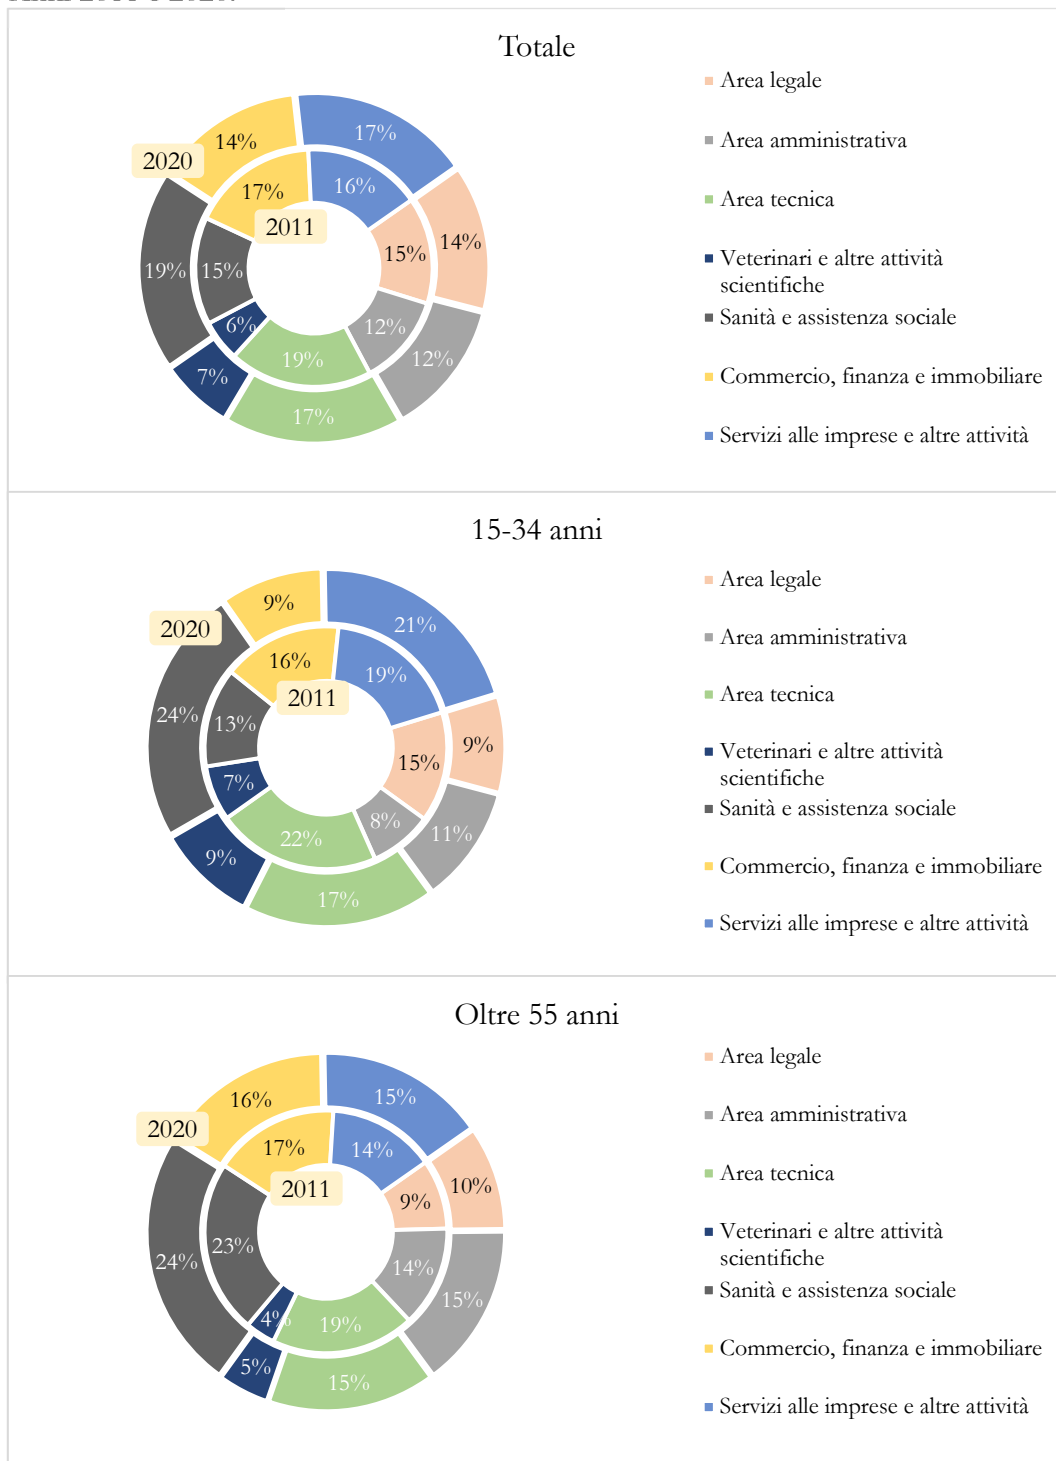 Totale
14%
17%
2020
17%
16%
2011
15%
14%
19%
15%
6%
12%
12%
19%
7%
17%
Area legale
Area amministrativa
Area tecnica
Veterinari e altre attività
scientifiche
Sanità e assistenza sociale
Commercio, finanza e immobiliare
Servizi alle imprese e altre attività
15-34 anni
9%
21%
2020
16%
19%
2011
24%
13%
15%
9%
7%
8%
11%
22%
9%
17%
Area legale
Area amministrativa
Area tecnica
Veterinari e altre attività
scientifiche
Sanità e assistenza sociale
Commercio, finanza e immobiliare
Servizi alle imprese e altre attività
Oltre 55 anni
16%
15%
2020
17%
14%
2011
9%
10%
24%
23%
14%
15%
4%
19%
5%
15%
Area legale
Area amministrativa
Area tecnica
Veterinari e altre attività
scientifiche
Sanità e assistenza sociale
Commercio, finanza e immobiliare
Servizi alle imprese e altre attività